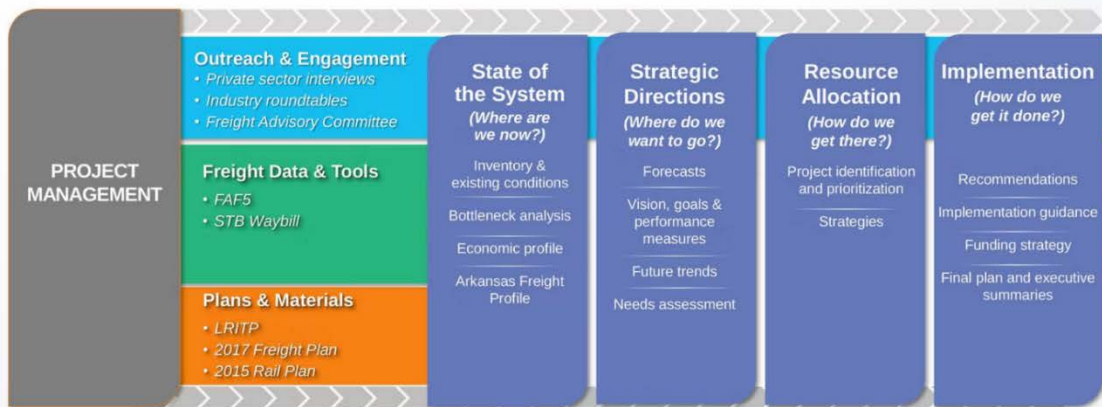 PROJECT
MANAGEMENT
Outreach & Engagement
• Private sector interviews
• Industry roundtables
• Freight Advisory Committee
Freight Data & Tools
• FAF5
• STB Waybill
Plans & Materials
• LRITP
• 2017 Freight Plan
• 2015 Rail Plan
State of
the System
(Where are
we now?)
Inventory &
existing conditions
Bottleneck analysis
Economic profile
Arkansas Freight
Profile
Strategic
Directions
(Where do we
want to go?)
Forecasts
Vision, goals &
performance
measures
Future trends
Needs assessment
Resource
Allocation
(How do we
get there?)
Project identification
and prioritization
Strategies
Implementation
(How do we
get it done?)
Recommendations
Implementation guidance
Funding strategy
Final plan and executive
summaries